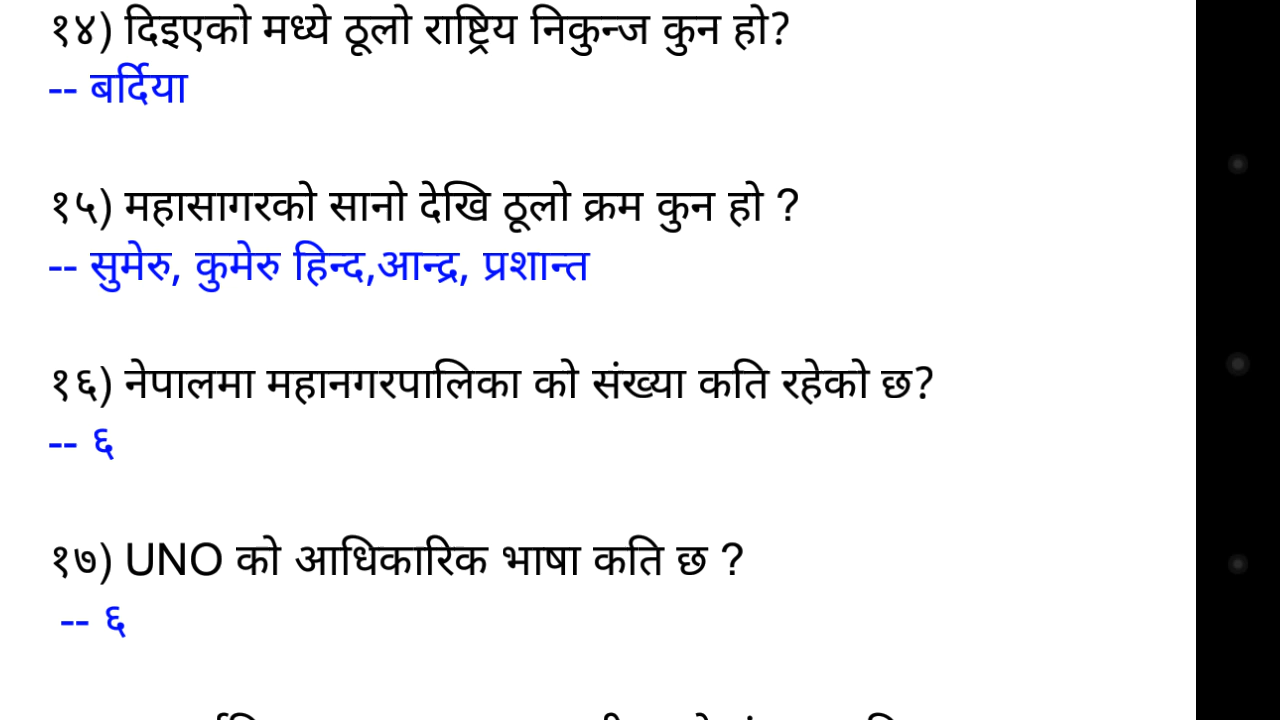 १४) दिइएको मध्ये ठूलो राष्ट्रिय निकुन्ज कुन हो?
-- बर्दिया
१५) महासागरको सानो देखि ठूलो क्रम कुन हो ?
-- सुमेरु, कुमेरु हिन्द,आन्द्र, प्रशान्त
१६) नेपालमा महानगरपालिका को संख्या कति रहेको छ?
-- ६
१७) UNO को आधिकारिक भाषा कति छ ?
-- ६